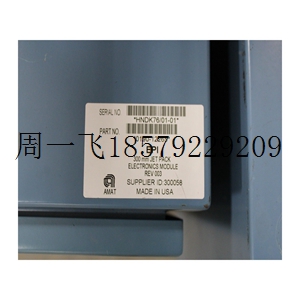 SERIAL NO.
*HNDK76/01-01*
PART NO.
周一飞18579229209
300 mm JET PACK
ELECTRONICS MODULE
REV 003
SUPPLIER ID:300058
AMAT
MADE IN USA